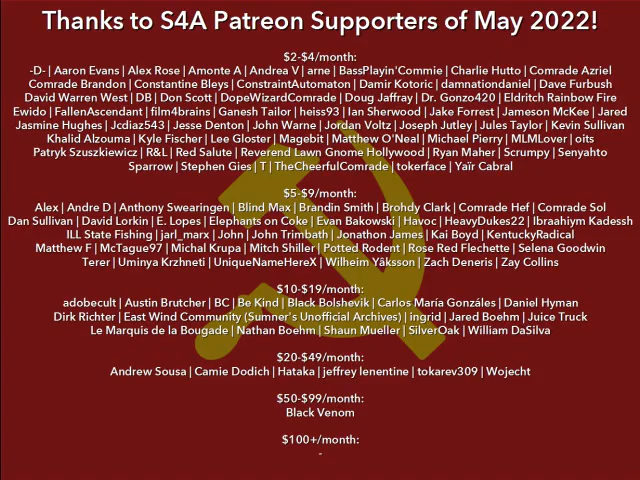 Thanks to S4A Patreon Supporters of May 2022!
$2-$4/month:
-D- | Aaron Evans | Alex Rose | Amonte A | Andrea V | arne | BassPlayin'Commie | Charlie Hutto | Comrade Azriel
Comrade Brandon | Constantine Bleys | ConstraintAutomaton | Damir Kotoric | damnationdaniel | Dave Furbush
David Warren West | DB | Don Scott | DopeWizardComrade | Doug Jaffray | Dr. Gonzo420 | Eldritch Rainbow Fire
Ewido | FallenAscendant | film4brains | Ganesh Tailor | heiss93 | Ian Sherwood | Jake Forrest | Jameson McKee | Jared
Jasmine Hughes | Jcdiaz543 | Jesse Denton | John Warne | Jordan Voltz | Joseph Jutley | Jules Taylor | Kevin Sullivan
Khalid Alzouma | Kyle Fischer | Lee Gloster | Magebit | Matthew O'Neal | Michael Pierry | MLMLover | oits
Patryk Szuszkiewicz | R&L | Red Salute | Reverend Lawn Gnome Hollywood | Ryan Maher | Scrumpy | Senyahto
Sparrow | Stephen Gies | T | TheCheerfulComrade | tokerface | Yaïr Cabral
$5-$9/month:
Alex | Andre D | Anthony Swearingen | Blind Max | Brandin Smith | Brohdy Clark | Comrade Hef | Comrade Sol
Dan Sullivan | David Lorkin | E. Lopes | Elephants on Coke | Evan Bakowski | Havoc | HeavyDukes22 | Ibraahiym Kadessh
ILL State Fishing | jarl_marx | John | John Trimbath | Jonathon James | Kai Boyd | KentuckyRadical
Matthew F | McTague97 | Michal Krupa | Mitch Shiller | Potted Rodent | Rose Red Flechette | Selena Goodwin
Terer | Uminya Krzhneti | UniqueNameHereX | Wilheim Yäksson | Zach Deneris | Zay Collins
$10-$19/month:
adobecult | Austin Brutcher | BC | Be Kind | Black Bolshevik | Carlos María Gonzáles | Daniel Hyman
Dirk Richter | East Wind Community (Sumner's Unofficial Archives) | ingrid | Jared Boehm | Juice Truck
Le Marquis de la Bougade | Nathan Boehm | Shaun Mueller | SilverOak | William DaSilva
$20-$49/month:
Andrew Sousa | Camie Dodich | Hataka | jeffrey lenentine | tokarev309 | Wojecht
$50-$99/month:
Black Venom
$100+/month:
-